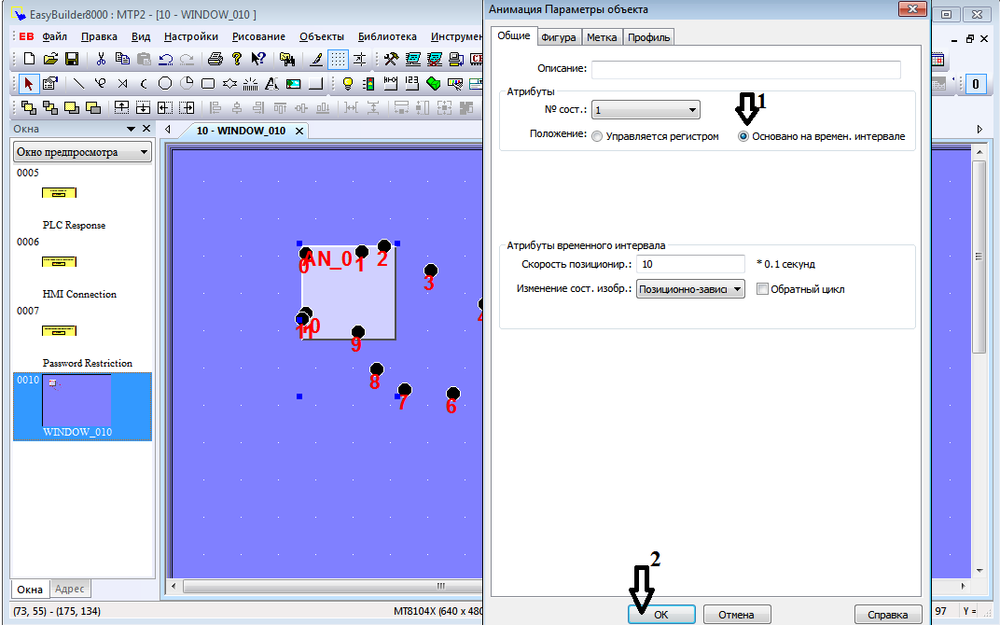 EasyBuilder8000 : MTP2 - [10 - WINDOW_010 ]
EB Файл Правка Вид Настройки Рисование Объекты Библиотека Инструмен
0
Окна
Окно предпросмотра
0005
PLC Response
0006
HMI Connection
0007
Password Restriction
0010
WINDOW_010
Окна Адрес
(73, 55) - (175, 134)
10 - WINDOW_010
AN_0
0
1
2
3
6
7
8
9
11
MT8104X (640 x 480
97 Y =
Анимация Параметры объекта
Общие Фигура Метка Профиль
Описание:
Атрибуты
№ сост.: 1
1
Положение: Управляется регистром Основано на времен. интервале
Атрибуты временного интервала
Скорость позиционир.: 10 * 0.1 секунд
Изменение сост. изобр.: Позиционно-завис Обратный цикл
2
OK Отмена Справка